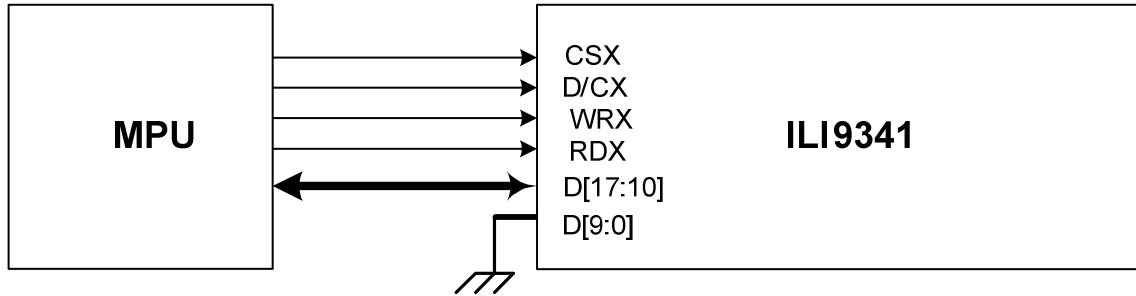 MPU
CSX
D/CX
WRX
RDX
D[17:10]
D[9:0]
ILI9341